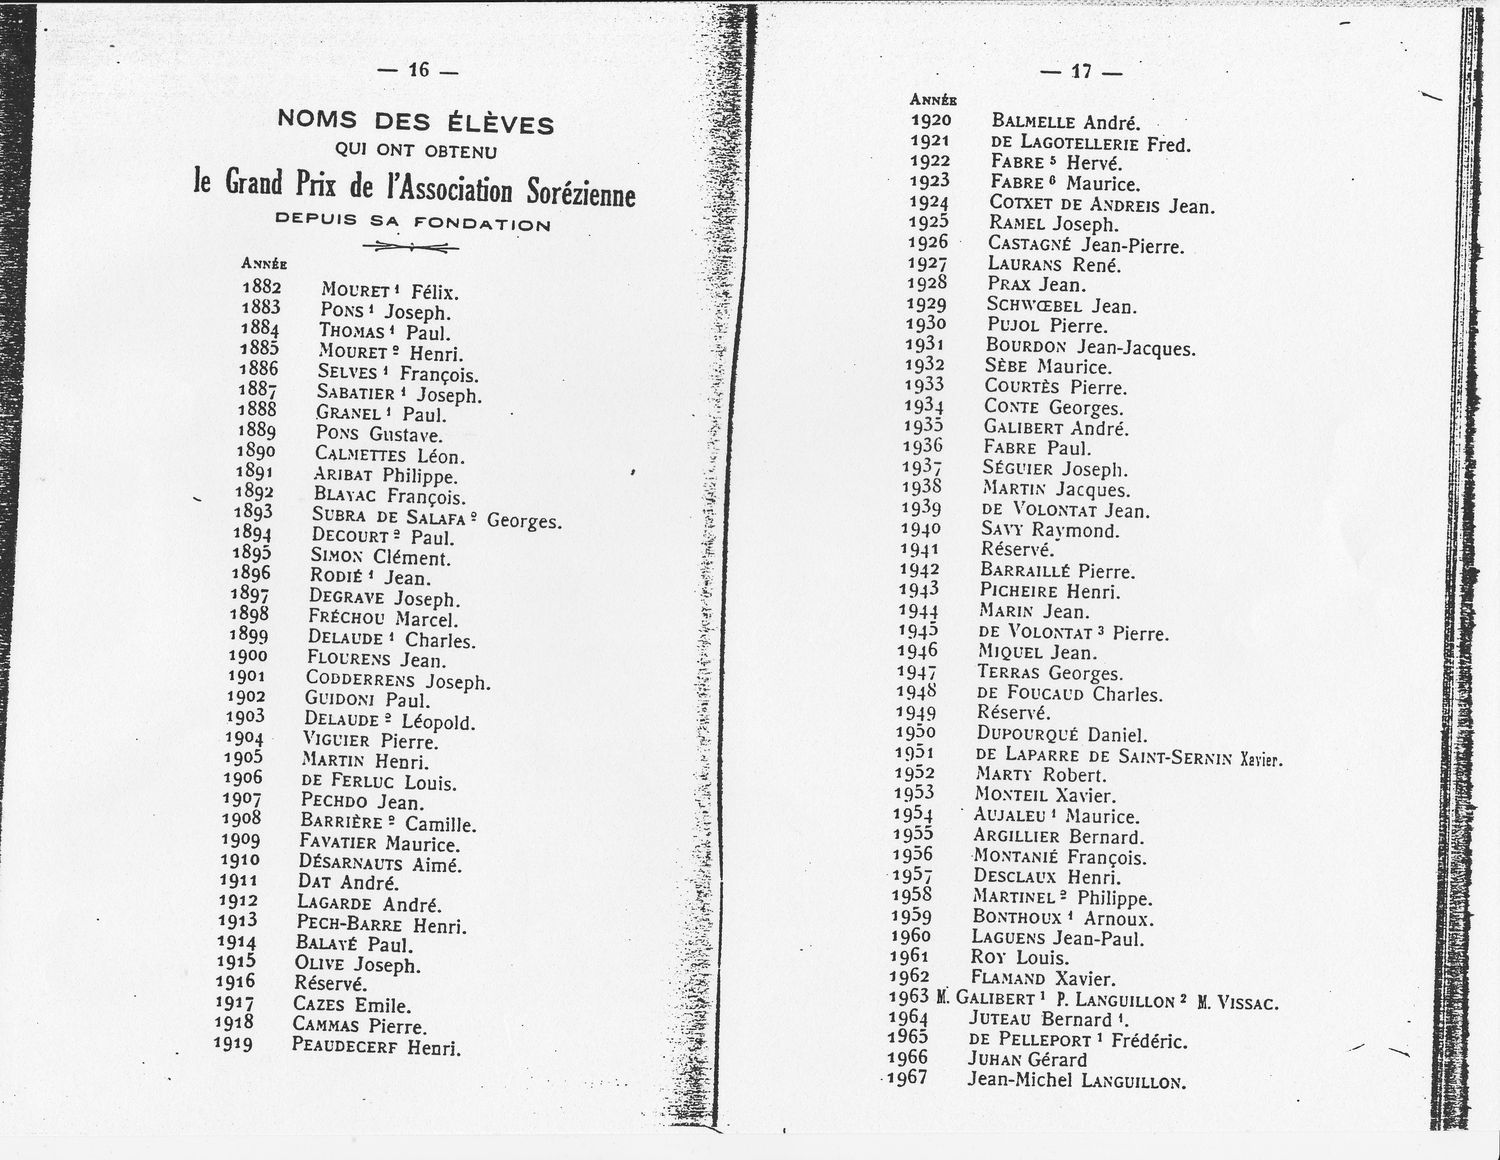 — 16 —
NOMS DES ÉLÈVES
QUI ONT OBTENU
le Grand Prix de l'Association Sorézienne
DEPUIS SA FONDATION
ANNÉE
1882 MOURET ¹ Félix.
1883 PONS ¹ Joseph.
1884 THOMAS ¹ Paul.
1885 MOURET ² Henri.
1886 SELVES ¹ François.
1887 SABATIER ¹ Joseph.
1888 GRANEL ¹ Paul.
1889 PONS Gustave.
1890 CALMETTES Léon.
1891 ARIBAT Philippe.
1892 BLAYAC François.
1893 SUBRA DE SALAFA ² Georges.
1894 DECOURT ² Paul.
1895 SIMON Clément.
1896 RODIÉ ¹ Jean.
1897 DEGRAVE Joseph.
1898 FRÉCHOU Marcel.
1899 DELAUDE ¹ Charles.
1900 FLOURENS Jean.
1901 CODDERRENS Joseph.
1902 GUIDONI Paul.
1903 DELAUDE ² Léopold.
1904 VIGUIER Pierre.
1905 MARTIN Henri.
1906 DE FERLUC Louis.
1907 PECHDO Jean.
1908 BARRIÈRE ² Camille.
1909 FAVATIER Maurice.
1910 DÉSARNAUTS Aimé.
1911 DAT André.
1912 LAGARDE André.
1913 PECH-BARRE Henri.
1914 BALAYÉ Paul.
1915 OLIVE Joseph.
1916 Réservé.
1917 CAZES Emile.
1918 CAMMAS Pierre.
1919 PEAUDECERF Henri.
— 17 —
ANNÉE
1920 BALMELLE André.
1921 DE LAGOTELLERIE Fred.
1922 FABRE ⁵ Hervé.
1923 FABRE ⁶ Maurice.
1924 COTXET DE ANDREIS Jean.
1925 RAMEL Joseph.
1926 CASTAGNÉ Jean-Pierre.
1927 LAURANS René.
1928 PRAX Jean.
1929 SCHWŒBEL Jean.
1930 PUJOL Pierre.
1931 BOURDON Jean-Jacques.
1932 SÈBE Maurice.
1933 COURTÈS Pierre.
1934 CONTE Georges.
1935 GALIBERT André.
1936 FABRE Paul.
1937 SÉGUIER Joseph.
1938 MARTIN Jacques.
1939 DE VOLONTAT Jean.
1940 SAVY Raymond.
1941 Réservé.
1942 BARRAILLÉ Pierre.
1943 PICHEIRE Henri.
1944 MARIN Jean.
1945 DE VOLONTAT ³ Pierre.
1946 MIQUEL Jean.
1947 TERRAS Georges.
1948 DE FOUCAUD Charles.
1949 Réservé.
1950 DUPOURQUÉ Daniel.
1951 DE LAPARRE DE SAINT-SERNIN Xavier.
1952 MARTY Robert.
1953 MONTEIL Xavier.
1954 AUJALEU ¹ Maurice.
1955 ARGILLIER Bernard.
1956 MONTANIÉ François.
1957 DESCLAUX Henri.
1958 MARTINEL ² Philippe.
1959 BONTHOUX ¹ Arnoux.
1960 LAGUENS Jean-Paul.
1961 ROY Louis.
1962 FLAMAND Xavier.
1963 M. GALIBERT ¹ P. LANGUILLON ² M. VISSAC.
1964 JUTEAU Bernard ¹.
1965 DE PELLEPORT ¹ Frédéric.
1966 JUHAN Gérard
1967 Jean-Michel LANGUILLON.